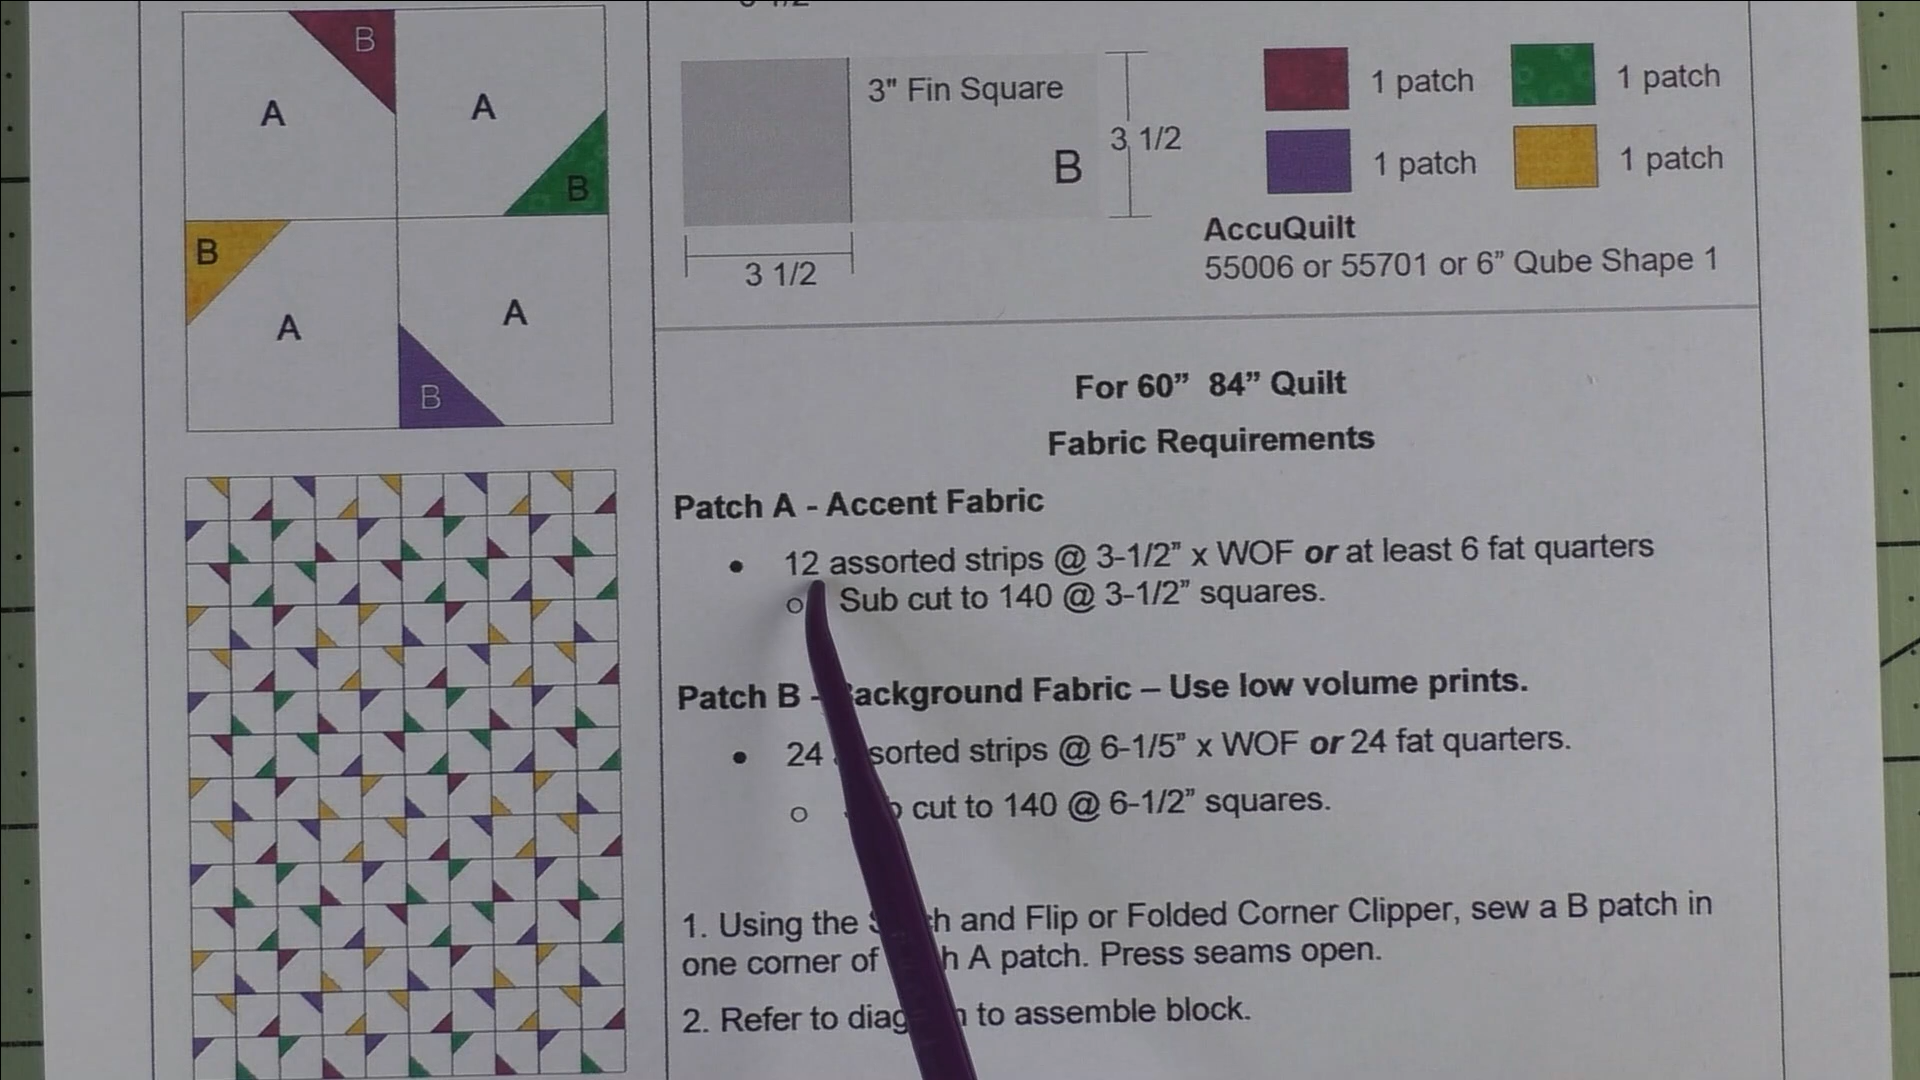 B
A
A
B
B
A
A
B
3" Fin Square
B
3 1/2
3 1/2
1 patch
1 patch
1 patch
1 patch
AccuQuilt
55006 or 55701 or 6” Qube Shape 1
For 60” 84” Quilt
Fabric Requirements
Patch A - Accent Fabric
• 12 assorted strips @ 3-1/2” x WOF or at least 6 fat quarters
o Sub cut to 140 @ 3-1/2” squares.
Patch B - Background Fabric – Use low volume prints.
• 24 sorted strips @ 6-1/5” x WOF or 24 fat quarters.
o cut to 140 @ 6-1/2” squares.
1. Using the and Flip or Folded Corner Clipper, sew a B patch in
one corner of A patch. Press seams open.
2. Refer to to assemble block.